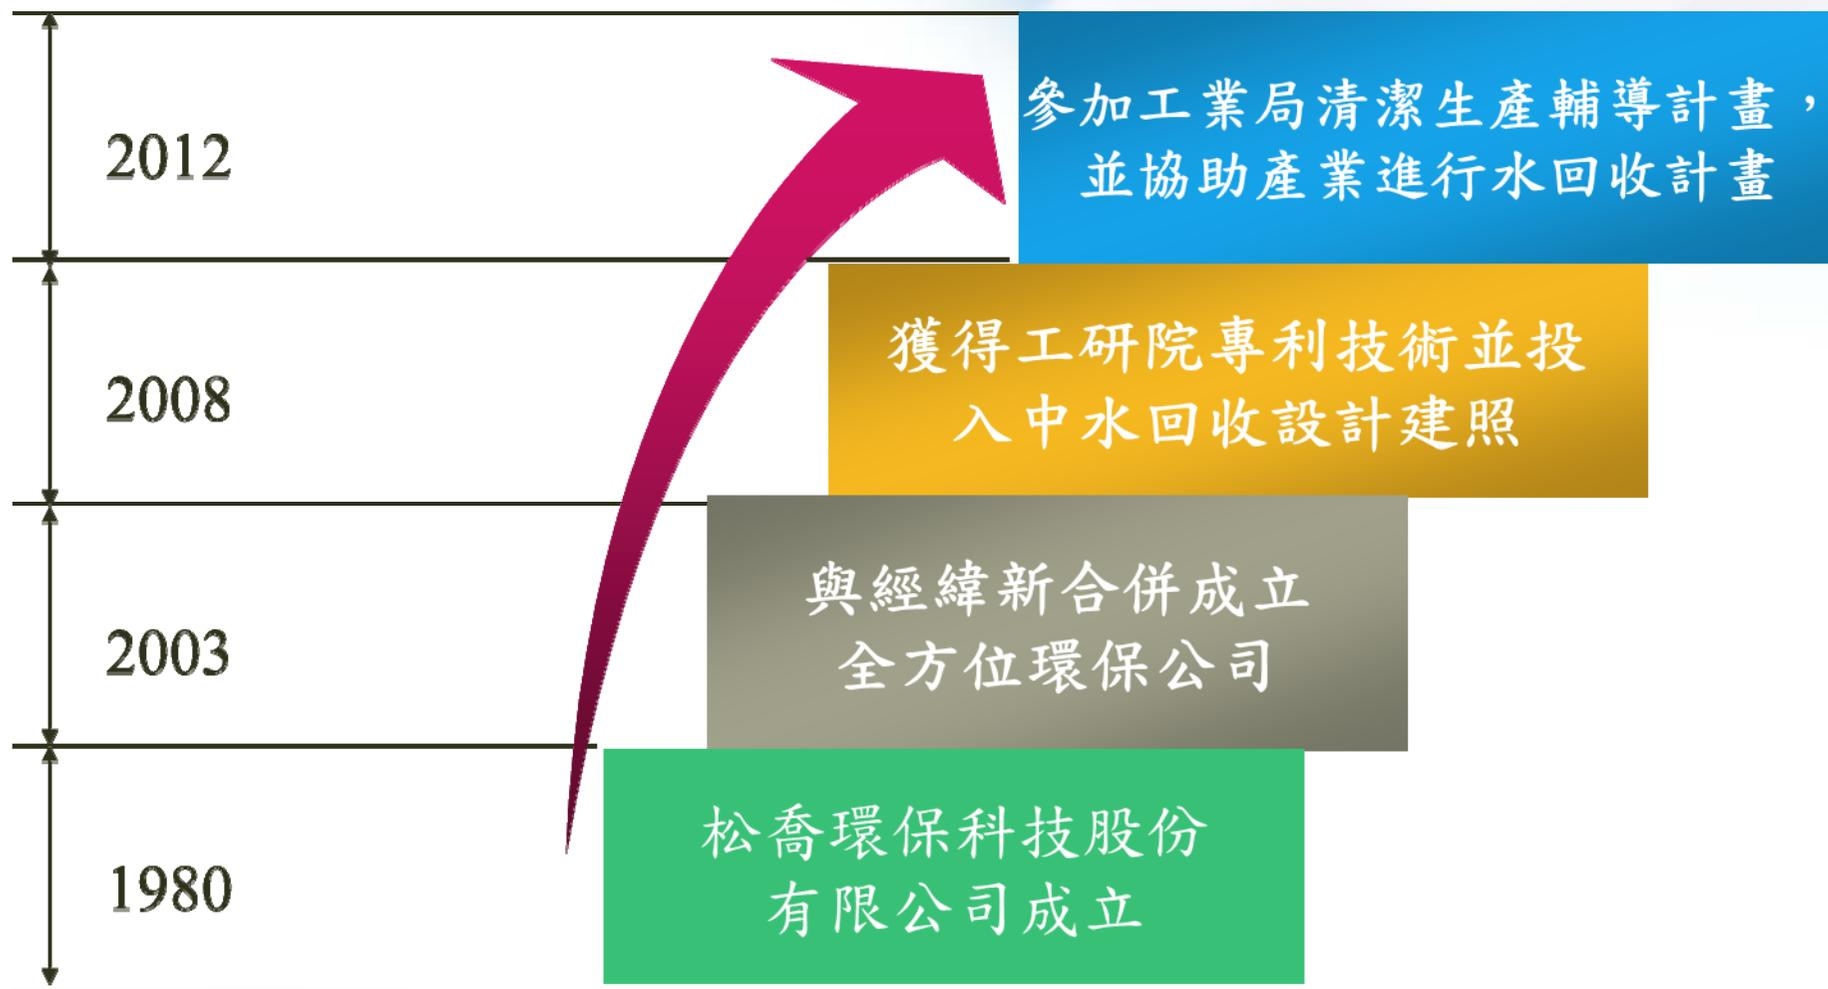 2012
參加工業局清潔生產輔導計畫，
並協助產業進行水回收計畫
2008
獲得工研院專利技術並投
入中水回收設計建照
2003
與經緯新合併成立
全方位環保公司
1980
松喬環保科技股份
有限公司成立